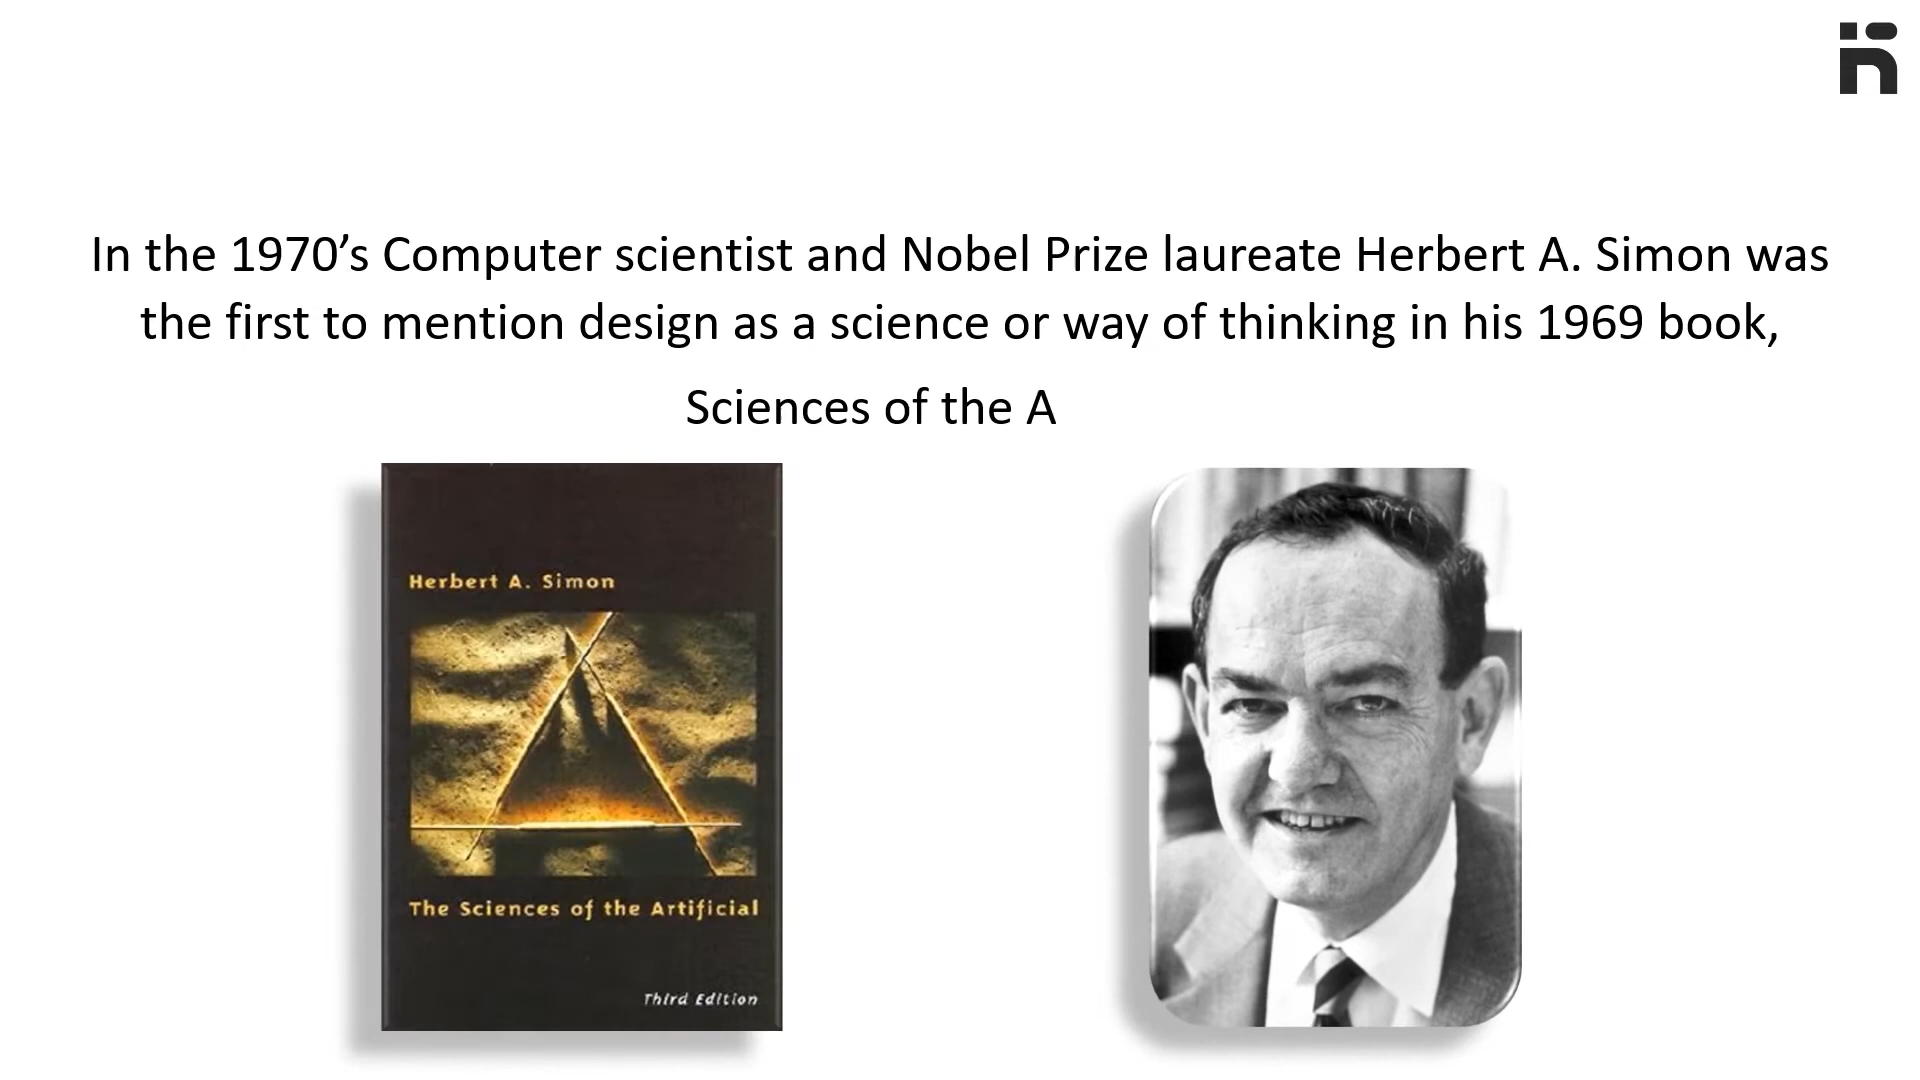 In the 1970’s Computer scientist and Nobel Prize laureate Herbert A. Simon was
the first to mention design as a science or way of thinking in his 1969 book,
Sciences of the A
Herbert A. Simon
The Sciences of the Artificial
Third Edition